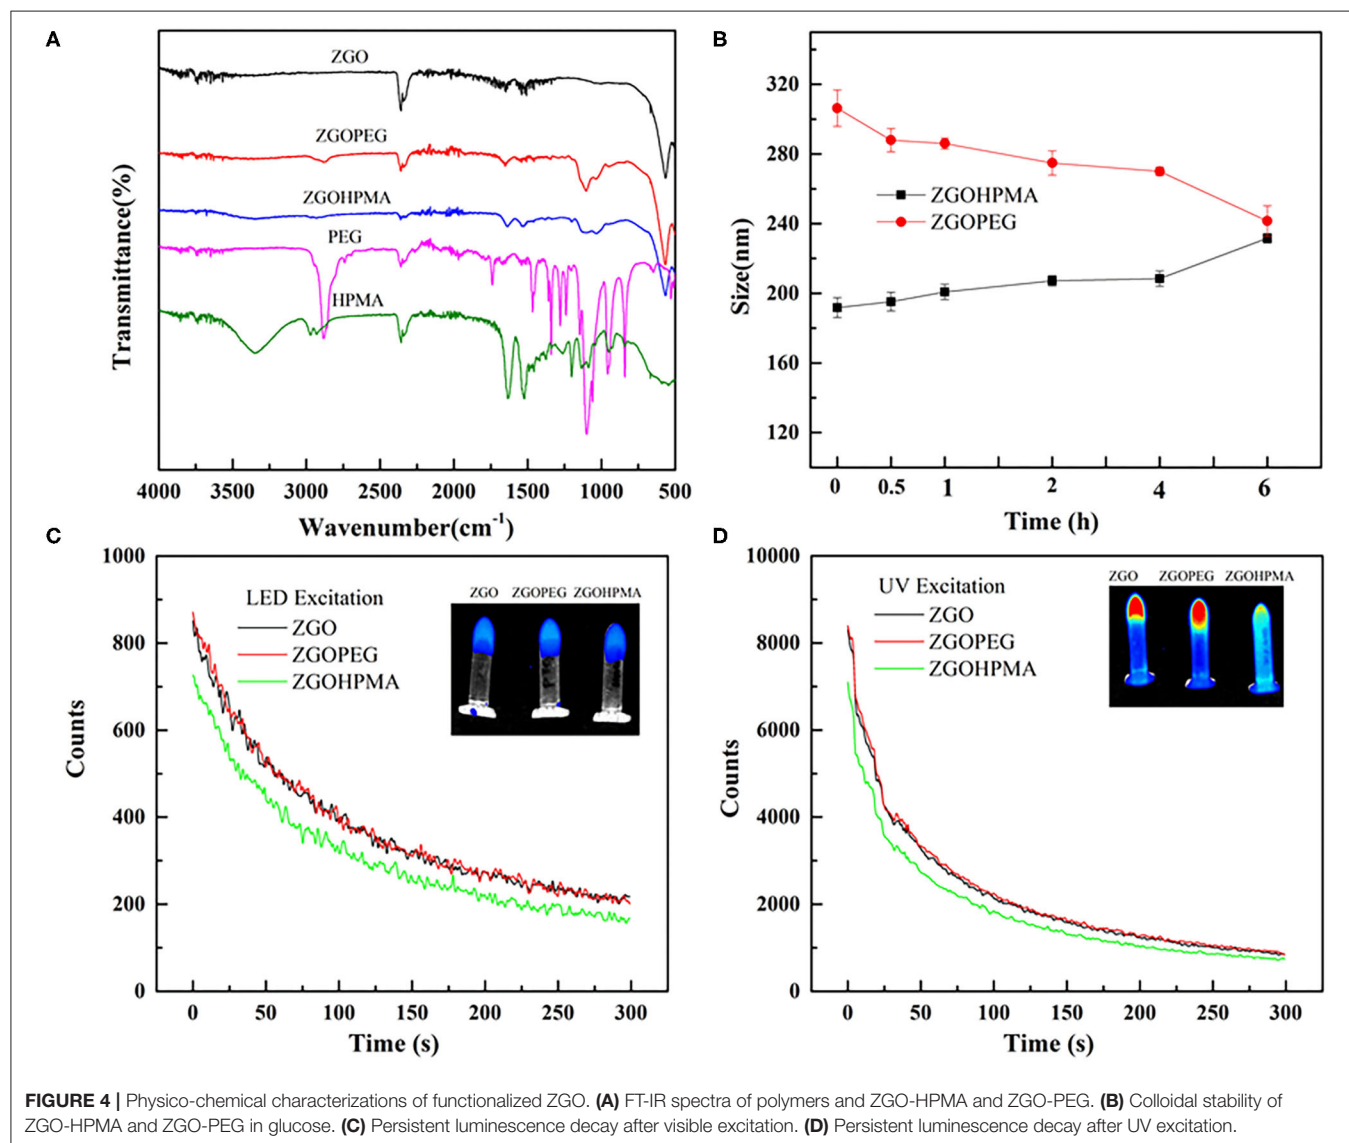 A
ZGO
ZGOPEG
ZGOHPMA
PEG
HPMA
Transmittance(%)
4000 3500 3000 2500 2000 1500 1000 500
Wavenumber(cm⁻¹)
B
320
280
240
200
160
120
ZGOHPMA
ZGOPEG
Size(nm)
0 0.5 1 2 4 6
Time (h)
C
1000
800
600
400
200
0
LED Excitation
ZGO
ZGOPEG
ZGOHPMA
ZGO ZGOPEG ZGOHPMA
Counts
0 50 100 150 200 250 300
Time (s)
D
10000
8000
6000
4000
2000
0
UV Excitation
ZGO
ZGOPEG
ZGOHPMA
ZGO ZGOPEG ZGOHPMA
Counts
0 50 100 150 200 250 300
Time (s)
FIGURE 4 | Physico-chemical characterizations of functionalized ZGO. (A) FT-IR spectra of polymers and ZGO-HPMA and ZGO-PEG. (B) Colloidal stability of
ZGO-HPMA and ZGO-PEG in glucose. (C) Persistent luminescence decay after visible excitation. (D) Persistent luminescence decay after UV excitation.